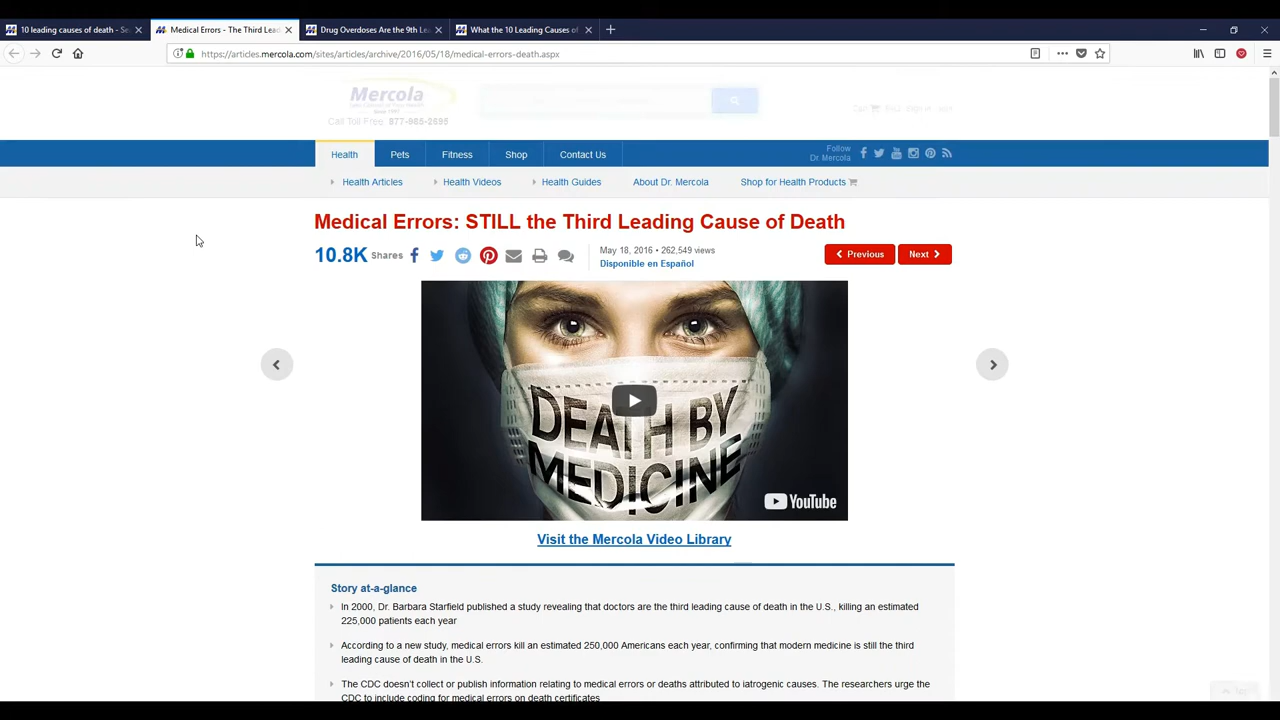 10 leading causes of death - Se
Medical Errors - The Third Lead
Drug Overdoses Are the 9th Le
What the 10 Leading Causes of
https://articles.mercola.com/sites/articles/archive/2016/05/18/medical-errors-death.aspx
Mercola
Call Toll Free: 877-985-2695
Health
Pets
Fitness
Shop
Contact Us
Follow
Dr. Mercola
Health Articles
Health Videos
Health Guides
About Dr. Mercola
Shop for Health Products
Medical Errors: STILL the Third Leading Cause of Death
10.8K Shares
May 18, 2016 • 262,549 views
Disponible en Español
Previous
Next
DEATH BY
MEDICINE
YouTube
Visit the Mercola Video Library
Story at-a-glance
In 2000, Dr. Barbara Starfield published a study revealing that doctors are the third leading cause of death in the U.S., killing an estimated
225,000 patients each year
According to a new study, medical errors kill an estimated 250,000 Americans each year, confirming that modern medicine is still the third
leading cause of death in the U.S.
The CDC doesn't collect or publish information relating to medical errors or deaths attributed to iatrogenic causes. The researchers urge the
CDC to include coding for medical errors on death certificates